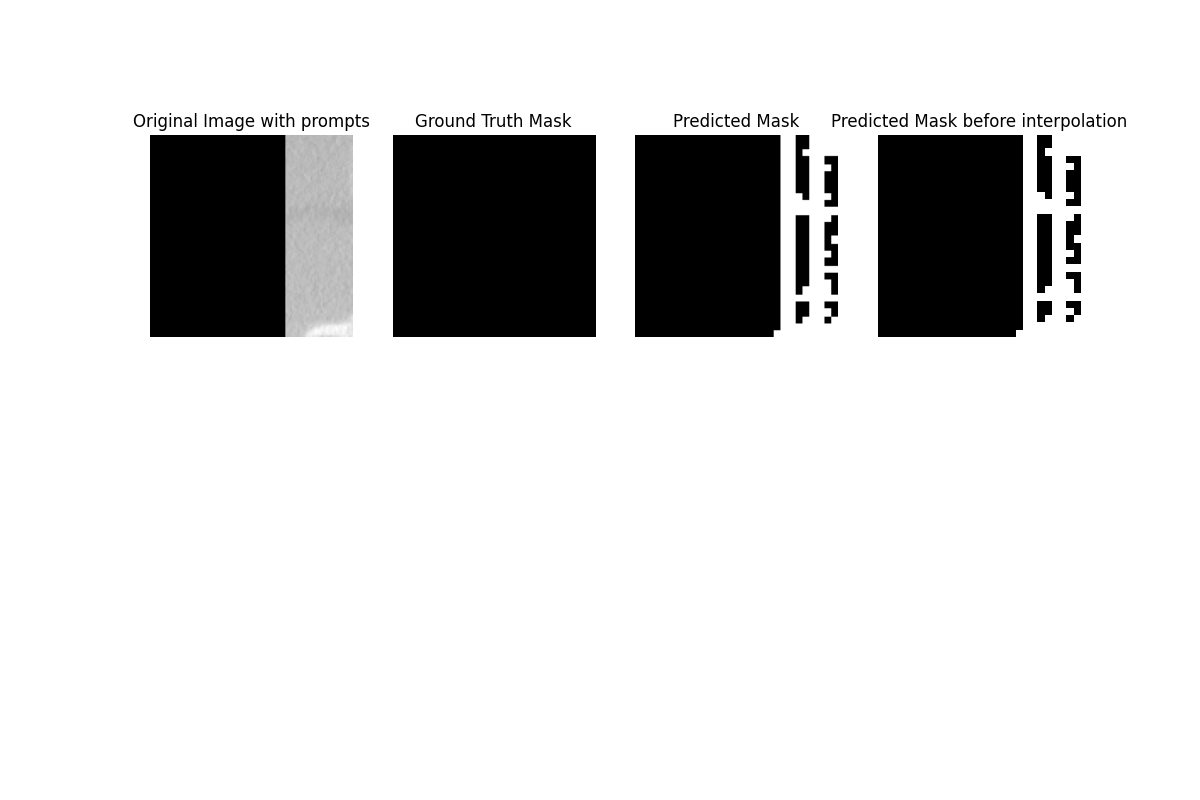 Original Image with prompts
Ground Truth Mask
Predicted Mask
Predicted Mask before interpolation